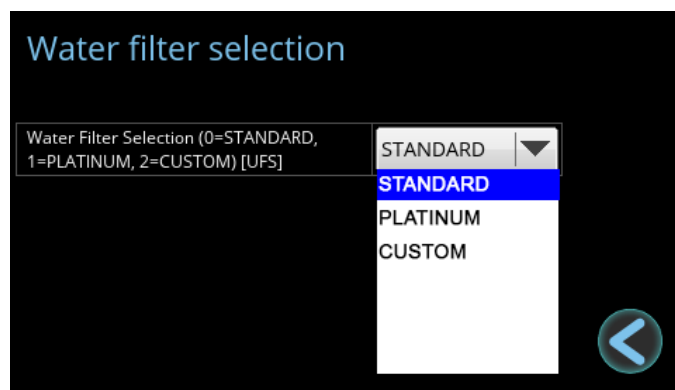 Water filter selection
Water Filter Selection (0=STANDARD,
1=PLATINUM, 2=CUSTOM) [UFS]
STANDARD
STANDARD
PLATINUM
CUSTOM